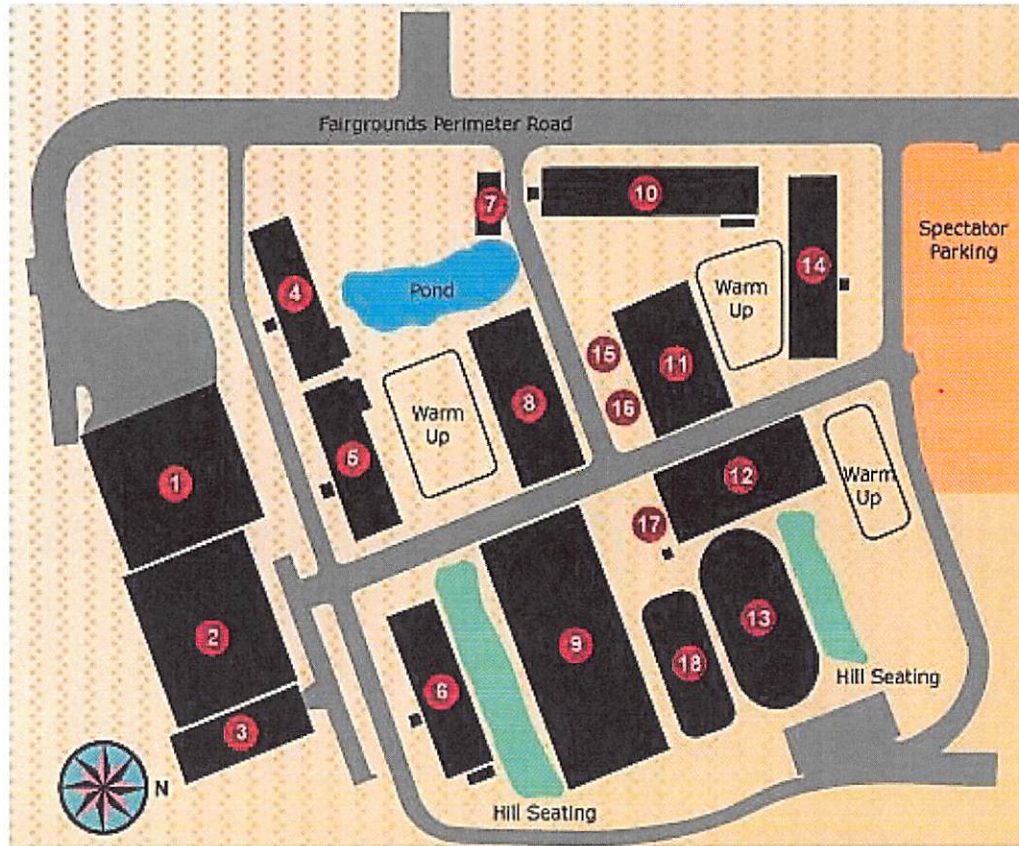 Fairgrounds Perimeter Road
7
10
Spectator
Parking
4
Pond
14
Warm
Up
15
11
16
8
Warm
Up
5
1
12
Warm
Up
17
2
9
13
18
6
Hill Seating
3
N
Hill Seating